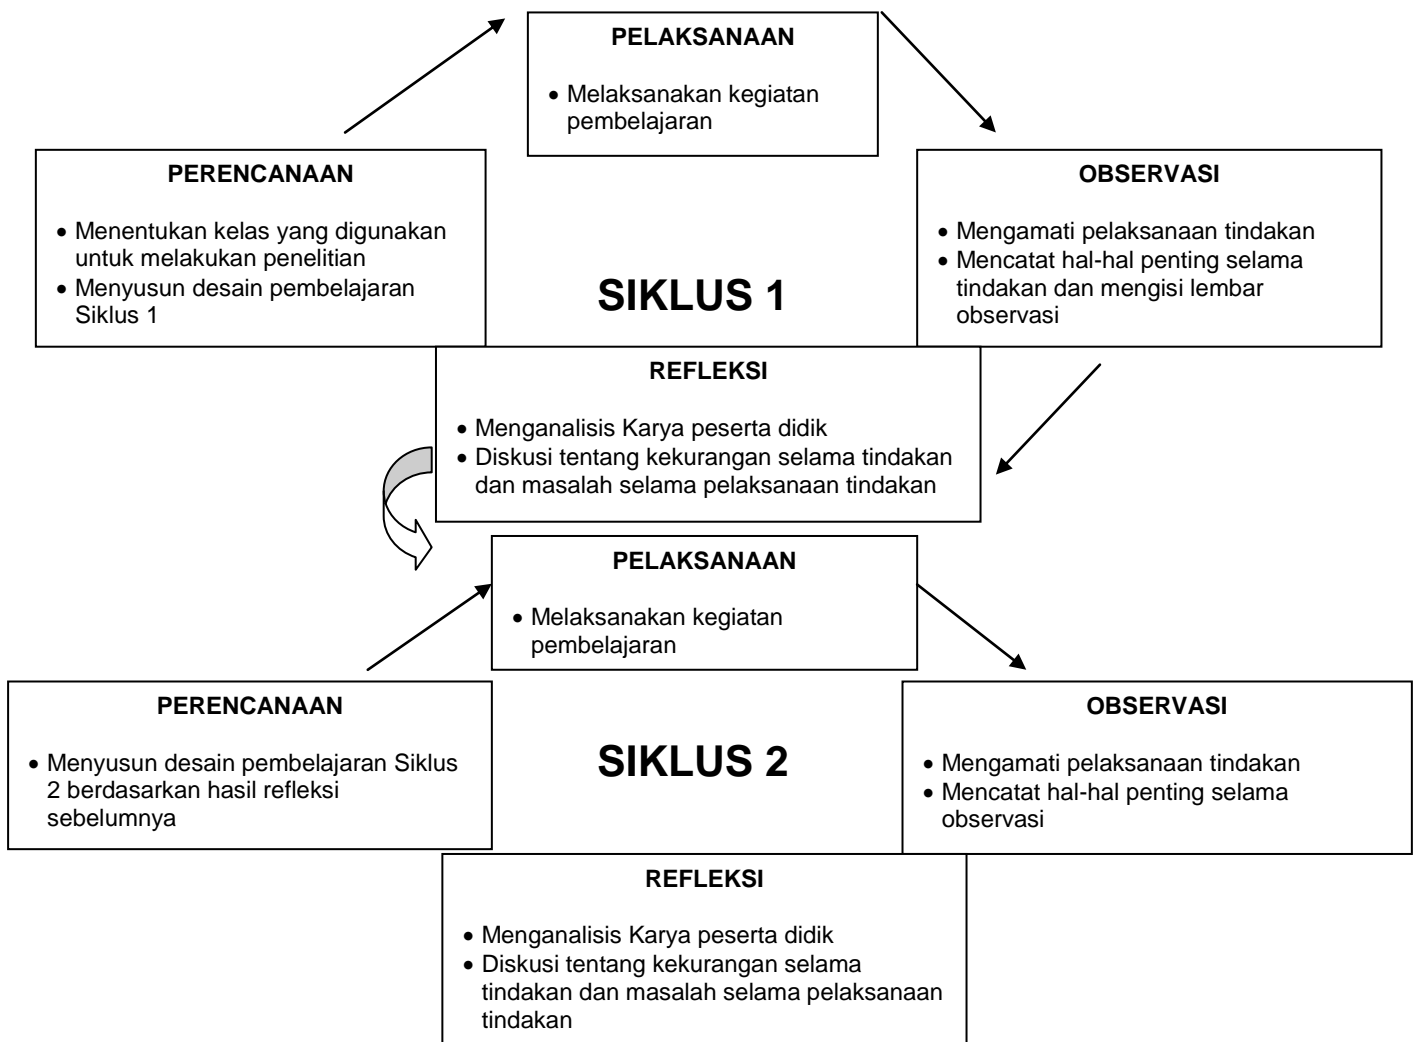 PELAKSANAAN
• Melaksanakan kegiatan
pembelajaran
PERENCANAAN
• Menentukan kelas yang digunakan
untuk melakukan penelitian
• Menyusun desain pembelajaran
Siklus 1
SIKLUS 1
OBSERVASI
• Mengamati pelaksanaan tindakan
• Mencatat hal-hal penting selama
tindakan dan mengisi lembar
observasi
REFLEKSI
• Menganalisis Karya peserta didik
• Diskusi tentang kekurangan selama tindakan
dan masalah selama pelaksanaan tindakan
PELAKSANAAN
• Melaksanakan kegiatan
pembelajaran
PERENCANAAN
• Menyusun desain pembelajaran Siklus
2 berdasarkan hasil refleksi
sebelumnya
SIKLUS 2
OBSERVASI
• Mengamati pelaksanaan tindakan
• Mencatat hal-hal penting selama
observasi
REFLEKSI
• Menganalisis Karya peserta didik
• Diskusi tentang kekurangan selama
tindakan dan masalah selama pelaksanaan
tindakan